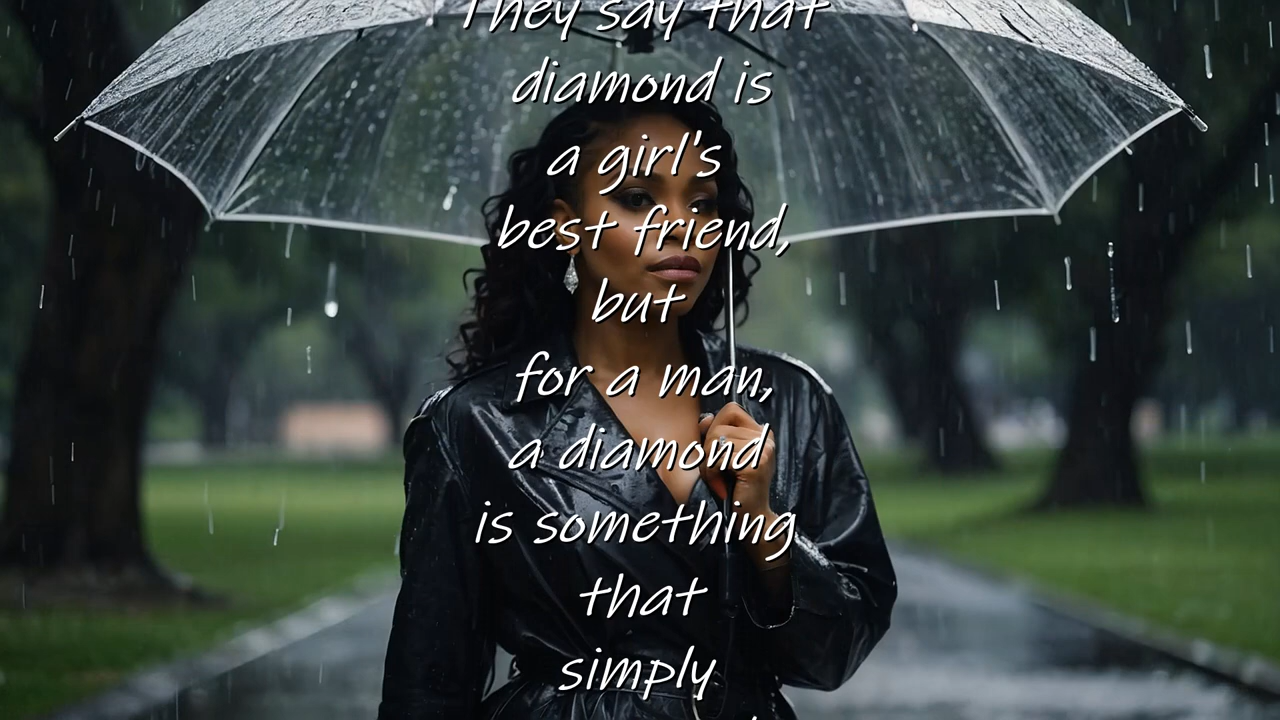 They say that
diamond is
a girl's
best friend,
but
for a man,
a diamond
is something
that
simply